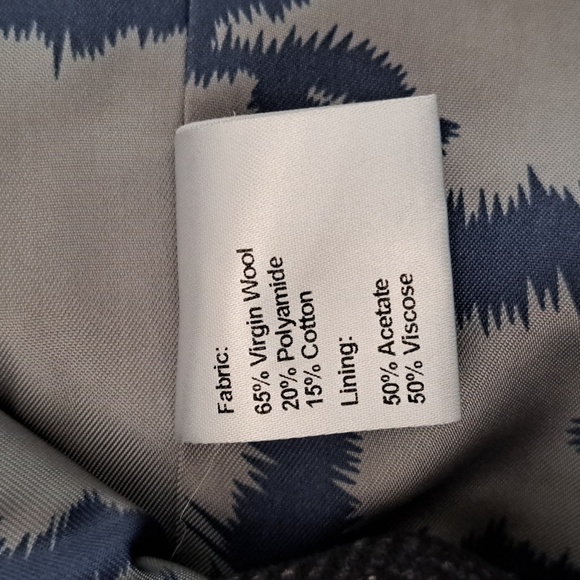 Fabric:
65% Virgin Wool
20% Polyamide
15% Cotton
Lining:
50% Acetate
50% Viscose